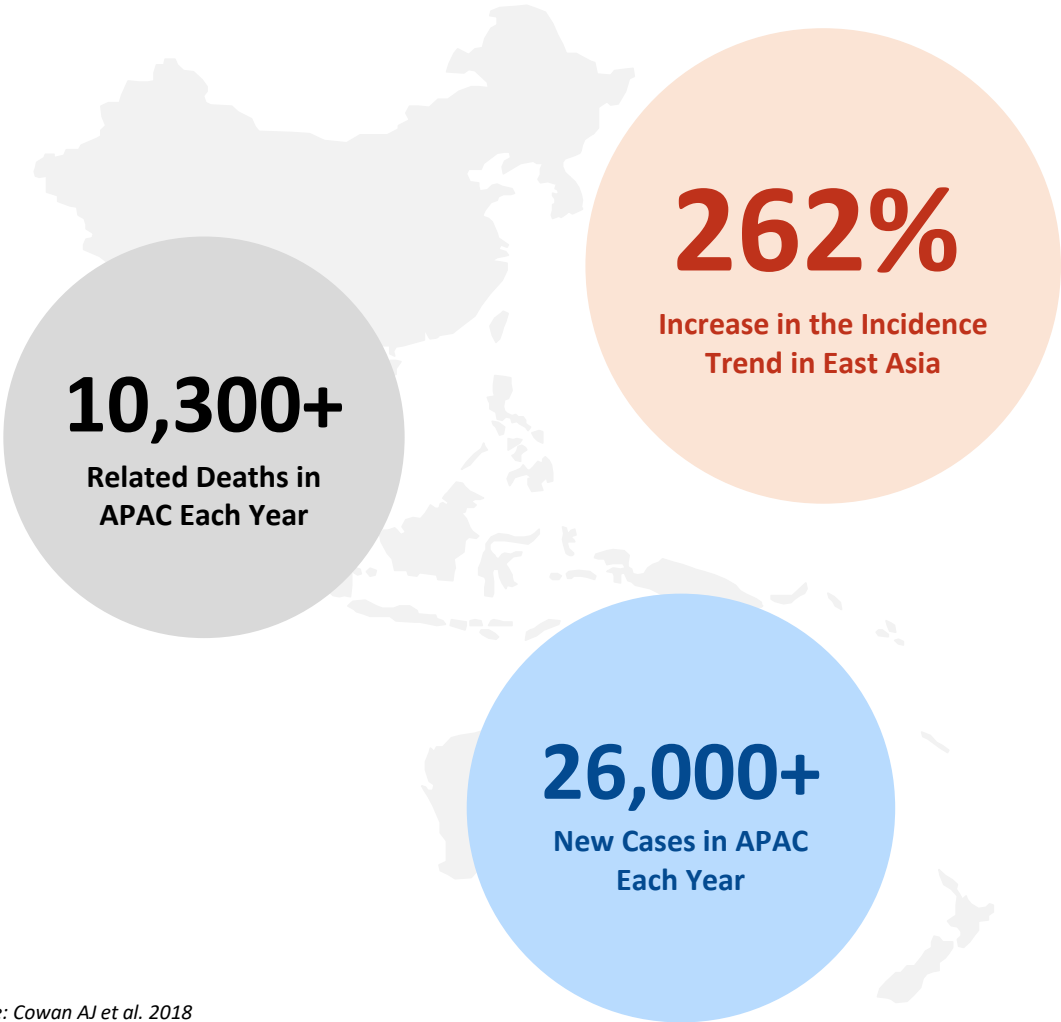 262%
Increase in the Incidence
Trend in East Asia
10,300+
Related Deaths in
APAC Each Year
26,000+
New Cases in APAC
Each Year
: Cowan AJ et al. 2018